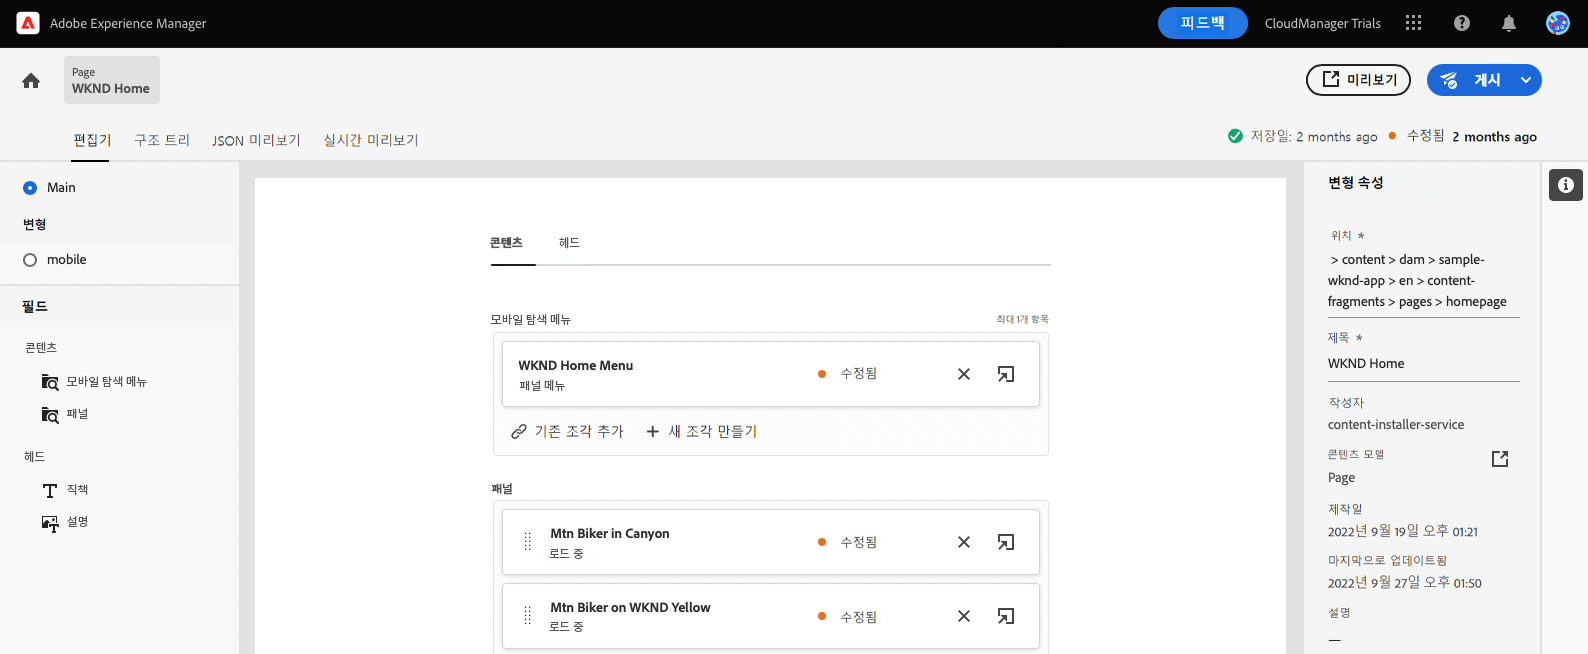 Adobe Experience Manager
피드백
CloudManager Trials
Page
WKND Home
미리보기
게시
편집기
구조 트리
JSON 미리보기
실시간 미리보기
저장일: 2 months ago
수정됨 2 months ago
Main
변형
mobile
필드
콘텐츠
모바일 탐색 메뉴
패널
헤드
직책
설명
콘텐츠
헤드
모바일 탐색 메뉴
최대 1개 항목
WKND Home Menu
패널 메뉴
수정됨
기존 조각 추가
새 조각 만들기
패널
Mtn Biker in Canyon
로드 중
수정됨
Mtn Biker on WKND Yellow
로드 중
수정됨
변형 속성
위치 *
> content > dam > sample-
wknd-app > en > content-
fragments > pages > homepage
제목 *
WKND Home
작성자
content-installer-service
콘텐츠 모델
Page
제작일
2022년 9월 19일 오후 01:21
마지막으로 업데이트됨
2022년 9월 27일 오후 01:50
설명
—